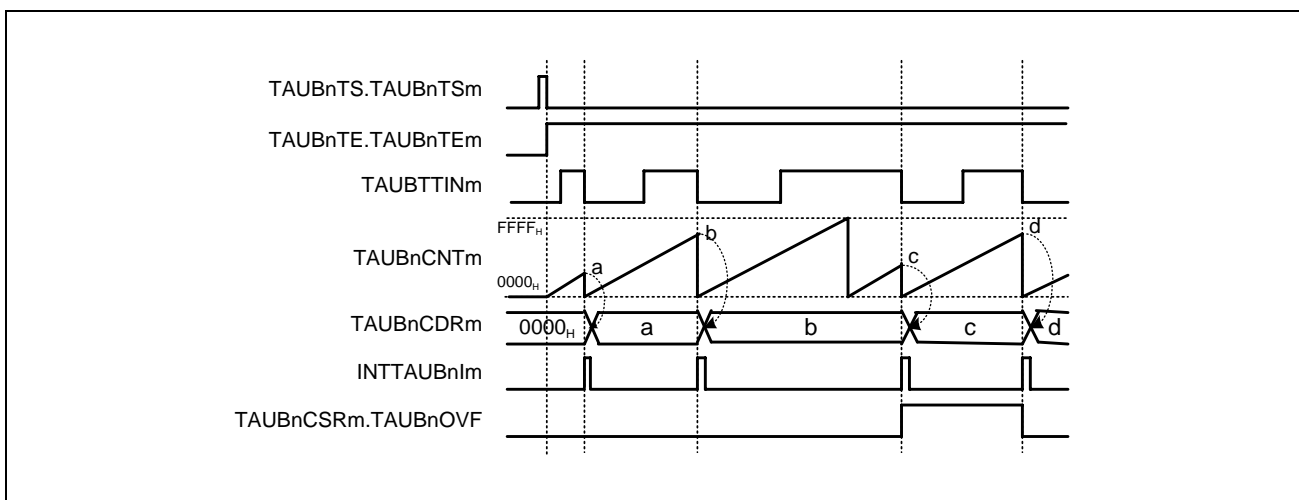 TAUBnTS.TAUBnTSm
TAUBnTE.TAUBnTEm
TAUBTTINm
FFFFH
TAUBnCNTm
0000H
a
b
c
d
TAUBnCDRm
0000H a b c d
INTTAUBnIm
TAUBnCSRm.TAUBnOVF